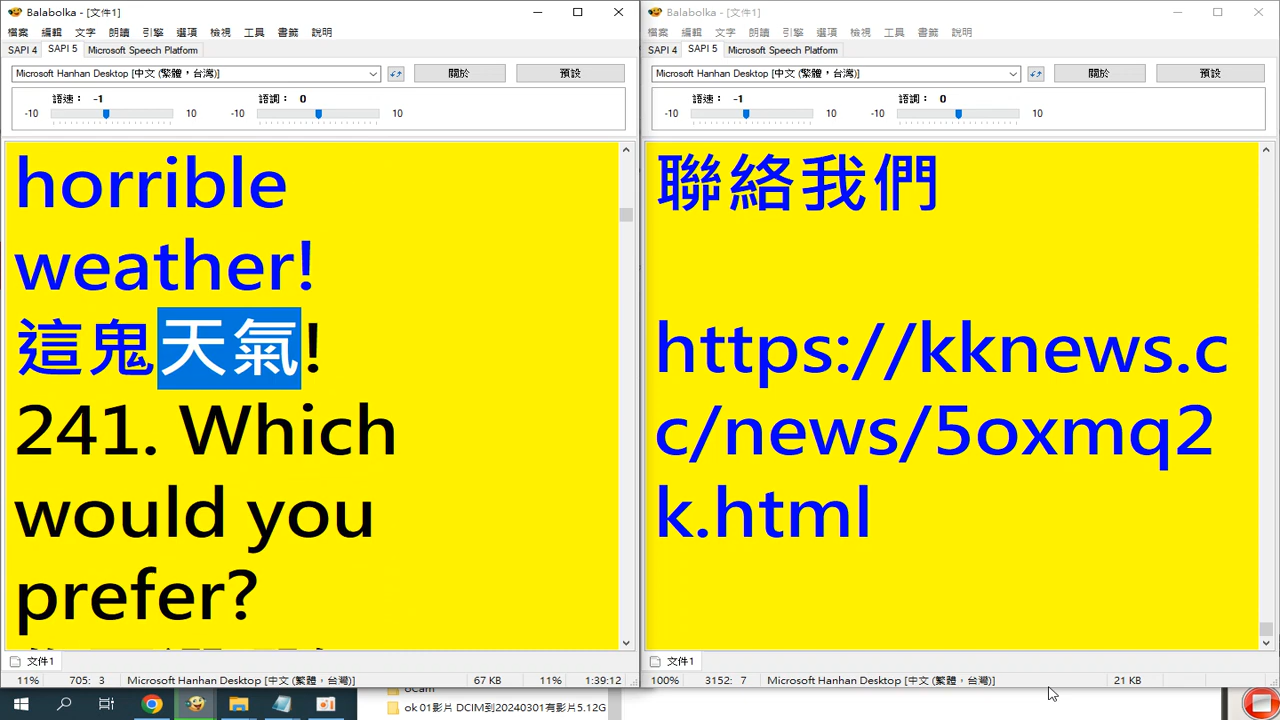 Balabolka - [文件1]
檔案 編輯 文字 朗讀 引擎 選項 檢視 工具 書籤 說明
SAPI 4 SAPI 5 Microsoft Speech Platform
Microsoft Hanhan Desktop [中文 (繁體，台灣)] 關於 預設
語速： -1 語調： 0
-10 10 -10 10
horrible
weather!
這鬼天氣!
241. Which
would you
prefer?
文件1
11% 705: 3 Microsoft Hanhan Desktop [中文 (繁體，台灣)] 67 KB 11% 1:39:12
Balabolka - [文件1]
檔案 編輯 文字 朗讀 引擎 選項 檢視 工具 書籤 說明
SAPI 4 SAPI 5 Microsoft Speech Platform
Microsoft Hanhan Desktop [中文 (繁體，台灣)] 關於 預設
語速： -1 語調： 0
-10 10 -10 10
聯絡我們
https://kknews.c
c/news/5oxmq2
k.html
文件1
100% 3152: 7 Microsoft Hanhan Desktop [中文 (繁體，台灣)] 21 KB
oCam
ok 01影片 DCIM到20240301有影片5.12G